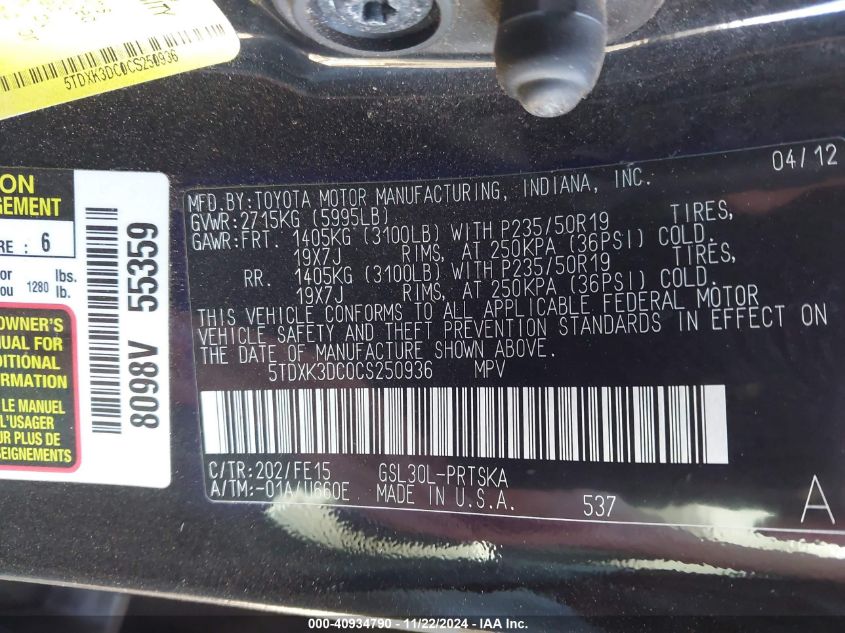 5TDXK3DC0CS250936
04/12
MFD.BY:TOYOTA MOTOR MANUFACTURING, INDIANA, INC.
GVWR:2715KG (5995LB)
GAWR:FRT. 1405KG (3100LB) WITH P235/50R19 TIRES,
19X7J RIMS, AT 250KPA (36PSI) COLD.
RR. 1405KG (3100LB) WITH P235/50R19 TIRES,
19X7J RIMS, AT 250KPA (36PSI) COLD.
THIS VEHICLE CONFORMS TO ALL APPLICABLE FEDERAL MOTOR
VEHICLE SAFETY AND THEFT PREVENTION STANDARDS IN EFFECT ON
THE DATE OF MANUFACTURE SHOWN ABOVE.
5TDXK3DC0CS250936 MPV
C/TR:202/FE15 GSL30L-PRTSKA
A/TM:-01A/U660E MADE IN U.S.A. 537 A
ION
GEMENT
RE : 6
or lbs.
ou 1280 lb.
OWNER'S
NUAL FOR
DITIONAL
RMATION
LE MANUEL
L'USAGER
UR PLUS DE
SEIGNEMENTS
8098V 55359
000-40934790 - 11/22/2024 - IAA, Inc.